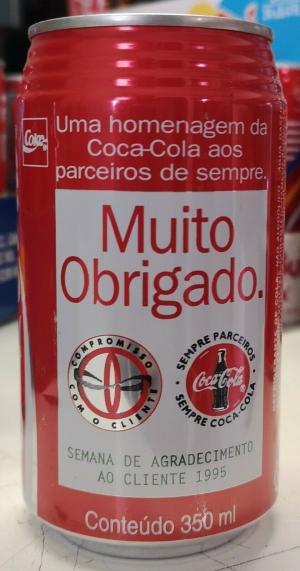 Coke
Uma homenagem da
Coca-Cola aos
parceiros de sempre.
Muito
Obrigado.
COMPROMISSO
COM O CLIENTE
SEMPRE PARCEIROS
Coca-Cola
SEMPRE COCA-COLA
SEMANA DE AGRADECIMENTO
AO CLIENTE 1995
Conteúdo 350 ml